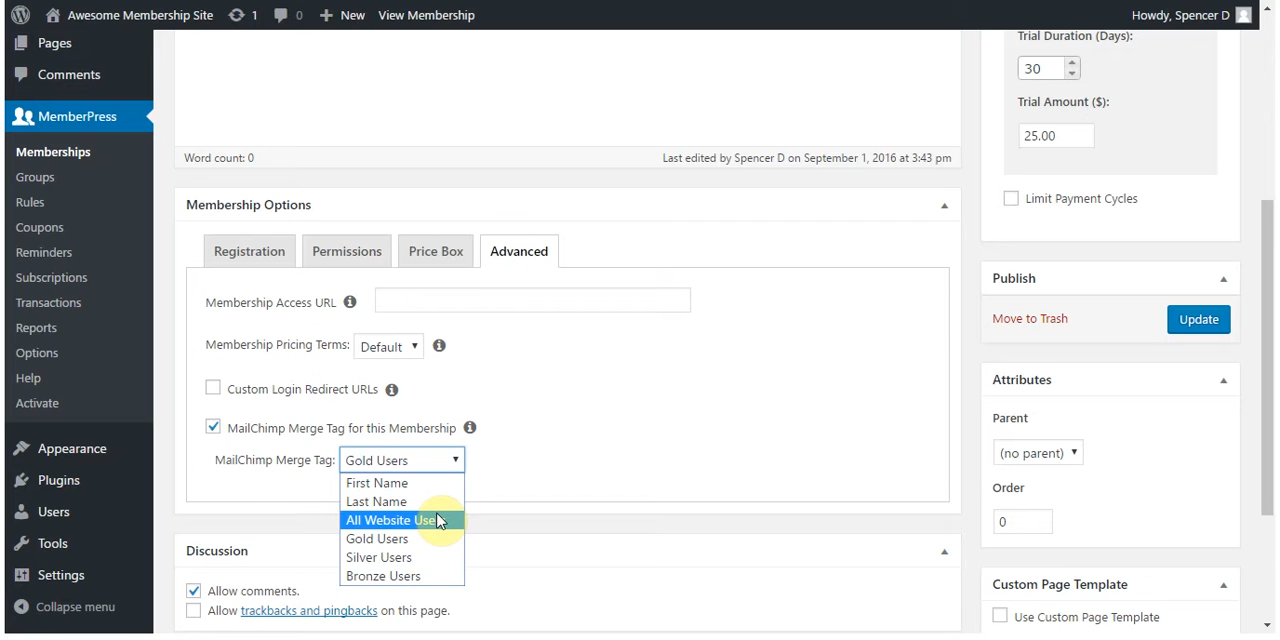 Awesome Membership Site 1 0 New View Membership Howdy, Spencer D
Pages
Comments
MemberPress
Memberships
Groups
Rules
Coupons
Reminders
Subscriptions
Transactions
Reports
Options
Help
Activate
Appearance
Plugins
Users
Tools
Settings
Collapse menu
Word count: 0 Last edited by Spencer D on September 1, 2016 at 3:43 pm
Membership Options
Registration Permissions Price Box Advanced
Membership Access URL
Membership Pricing Terms: Default
Custom Login Redirect URLs
MailChimp Merge Tag for this Membership
MailChimp Merge Tag: Gold Users
First Name
Last Name
All Website Users
Gold Users
Silver Users
Bronze Users
Discussion
Allow comments.
Allow trackbacks and pingbacks on this page.
Trial Duration (Days):
30
Trial Amount ($):
25.00
Limit Payment Cycles
Publish
Move to Trash Update
Attributes
Parent
(no parent)
Order
0
Custom Page Template
Use Custom Page Template